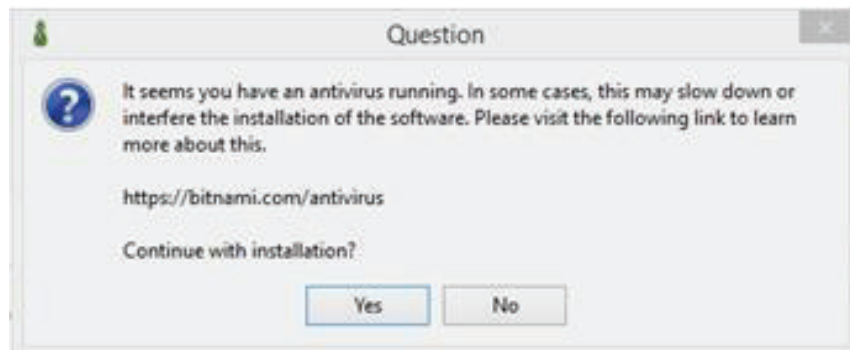 Question
It seems you have an antivirus running. In some cases, this may slow down or
interfere the installation of the software. Please visit the following link to learn
more about this.
https://bitnami.com/antivirus
Continue with installation?
Yes No